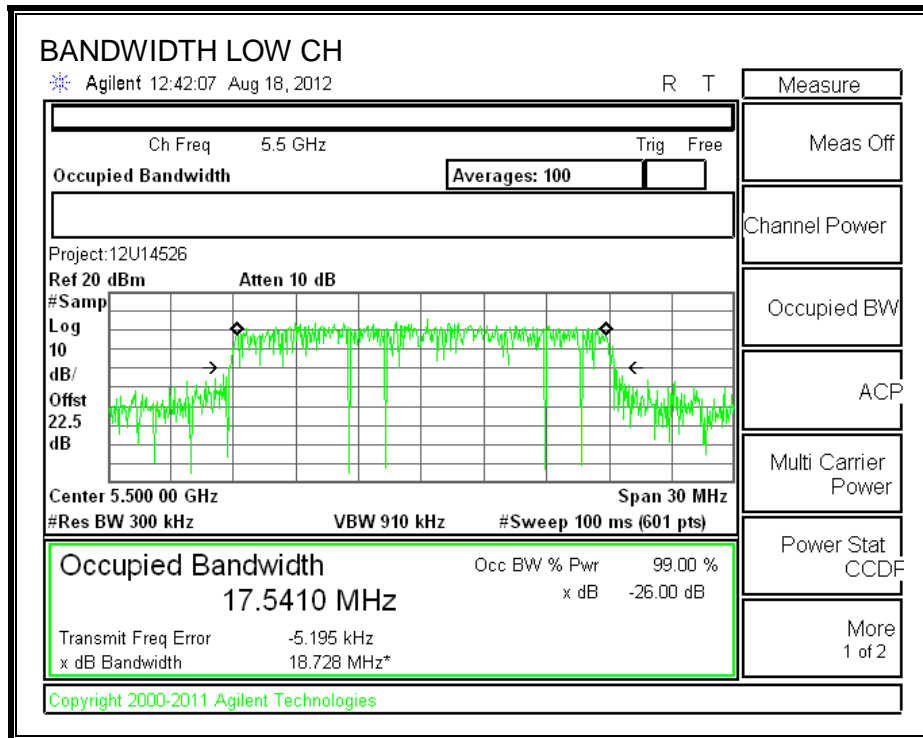 BANDWIDTH LOW CH
Agilent 12:42:07 Aug 18, 2012 R T
Measure
Ch Freq 5.5 GHz Trig Free
Meas Off
Occupied Bandwidth Averages: 100
Channel Power
Project:12U14526
Ref 20 dBm Atten 10 dB
#Samp
Log
10
dB/
Offst
22.5
dB
Occupied BW
ACP
Center 5.500 00 GHz Span 30 MHz
#Res BW 300 kHz VBW 910 kHz #Sweep 100 ms (601 pts)
Multi Carrier
Power
Occupied Bandwidth Occ BW % Pwr 99.00 %
17.5410 MHz x dB -26.00 dB
Transmit Freq Error -5.195 kHz
x dB Bandwidth 18.728 MHz*
Power Stat
CCDF
More
1 of 2
Copyright 2000-2011 Agilent Technologies